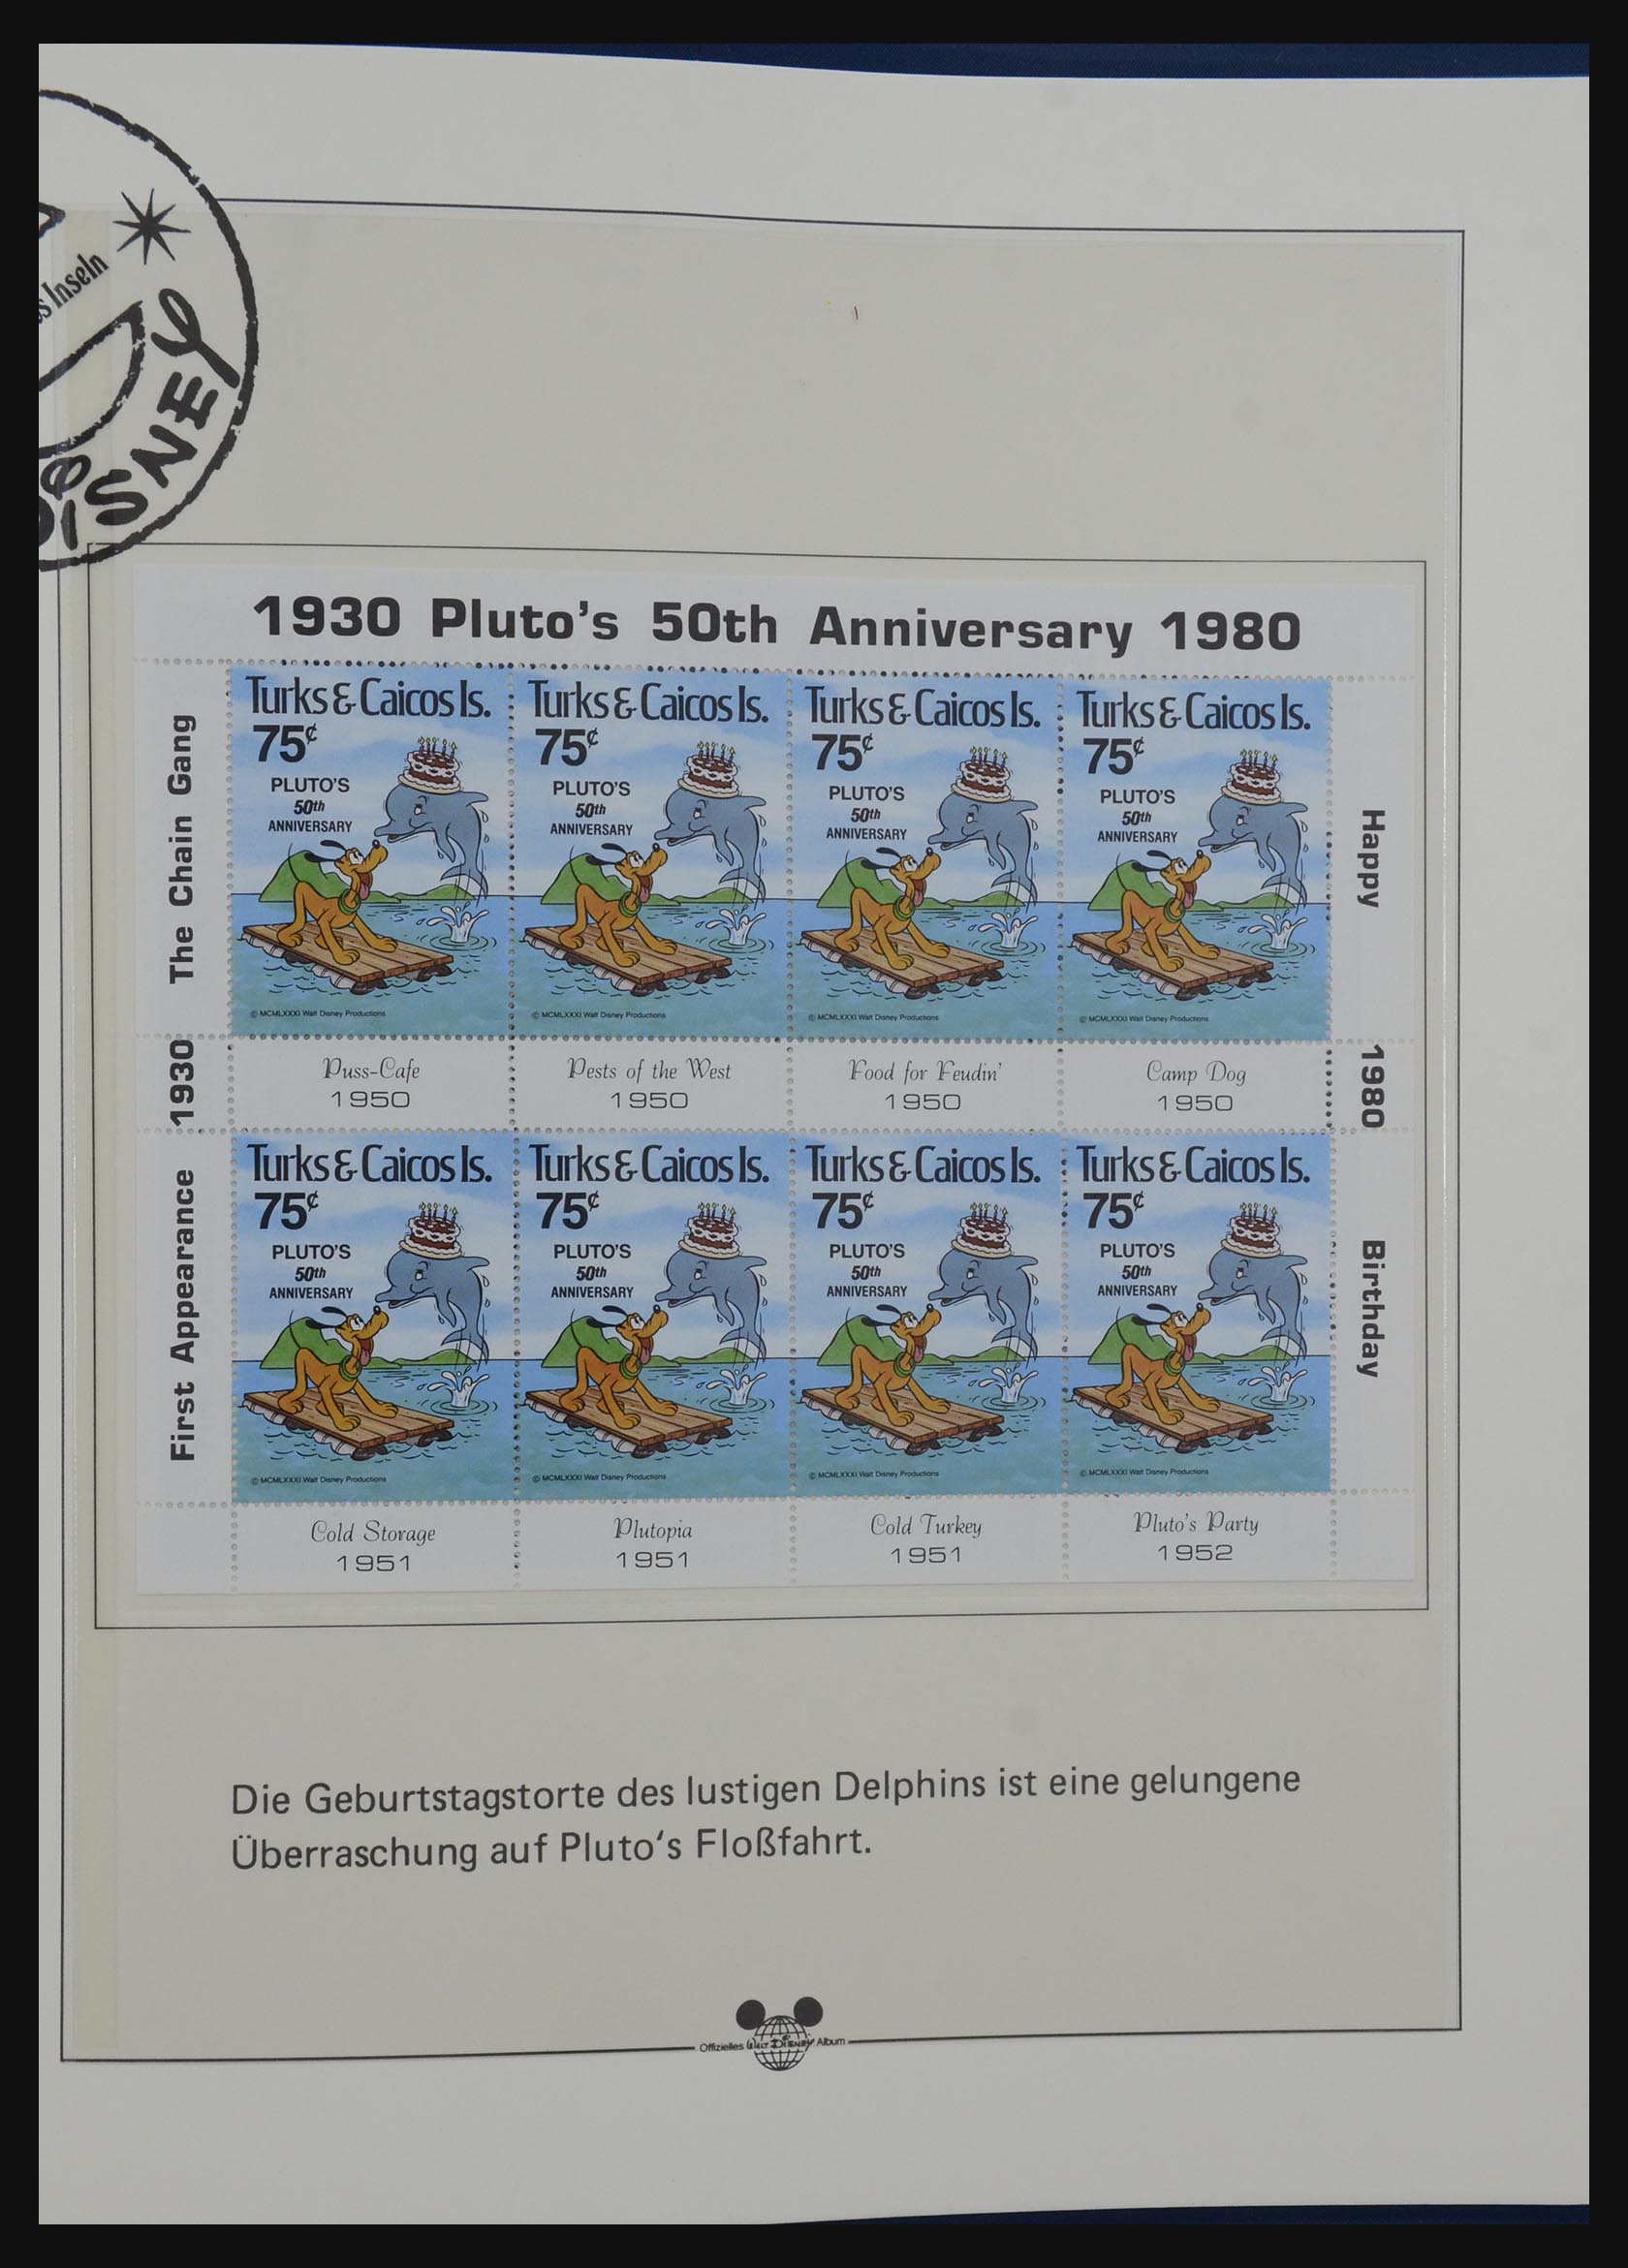 Inseln
DISNEY
1930 Pluto's 50th Anniversary 1980
First Appearance 1930 The Chain Gang
Happy 1980 Birthday
Turks & Caicos Is.
75¢
PLUTO'S
50th
ANNIVERSARY
© MCMLXXXI Walt Disney Productions
Turks & Caicos Is.
75¢
PLUTO'S
50th
ANNIVERSARY
© MCMLXXXI Walt Disney Productions
Turks & Caicos Is.
75¢
PLUTO'S
50th
ANNIVERSARY
© MCMLXXXI Walt Disney Productions
Turks & Caicos Is.
75¢
PLUTO'S
50th
ANNIVERSARY
© MCMLXXXI Walt Disney Productions
Puss-Cafe
1950
Pests of the West
1950
Food for Feudin'
1950
Camp Dog
1950
Turks & Caicos Is.
75¢
PLUTO'S
50th
ANNIVERSARY
© MCMLXXXI Walt Disney Productions
Turks & Caicos Is.
75¢
PLUTO'S
50th
ANNIVERSARY
© MCMLXXXI Walt Disney Productions
Turks & Caicos Is.
75¢
PLUTO'S
50th
ANNIVERSARY
© MCMLXXXI Walt Disney Productions
Turks & Caicos Is.
75¢
PLUTO'S
50th
ANNIVERSARY
© MCMLXXXI Walt Disney Productions
Cold Storage
1951
Plutopia
1951
Cold Turkey
1951
Pluto's Party
1952
Die Geburtstagstorte des lustigen Delphins ist eine gelungene
Überraschung auf Pluto‘s Floßfahrt.
Offizielles WALT DISNEY Album